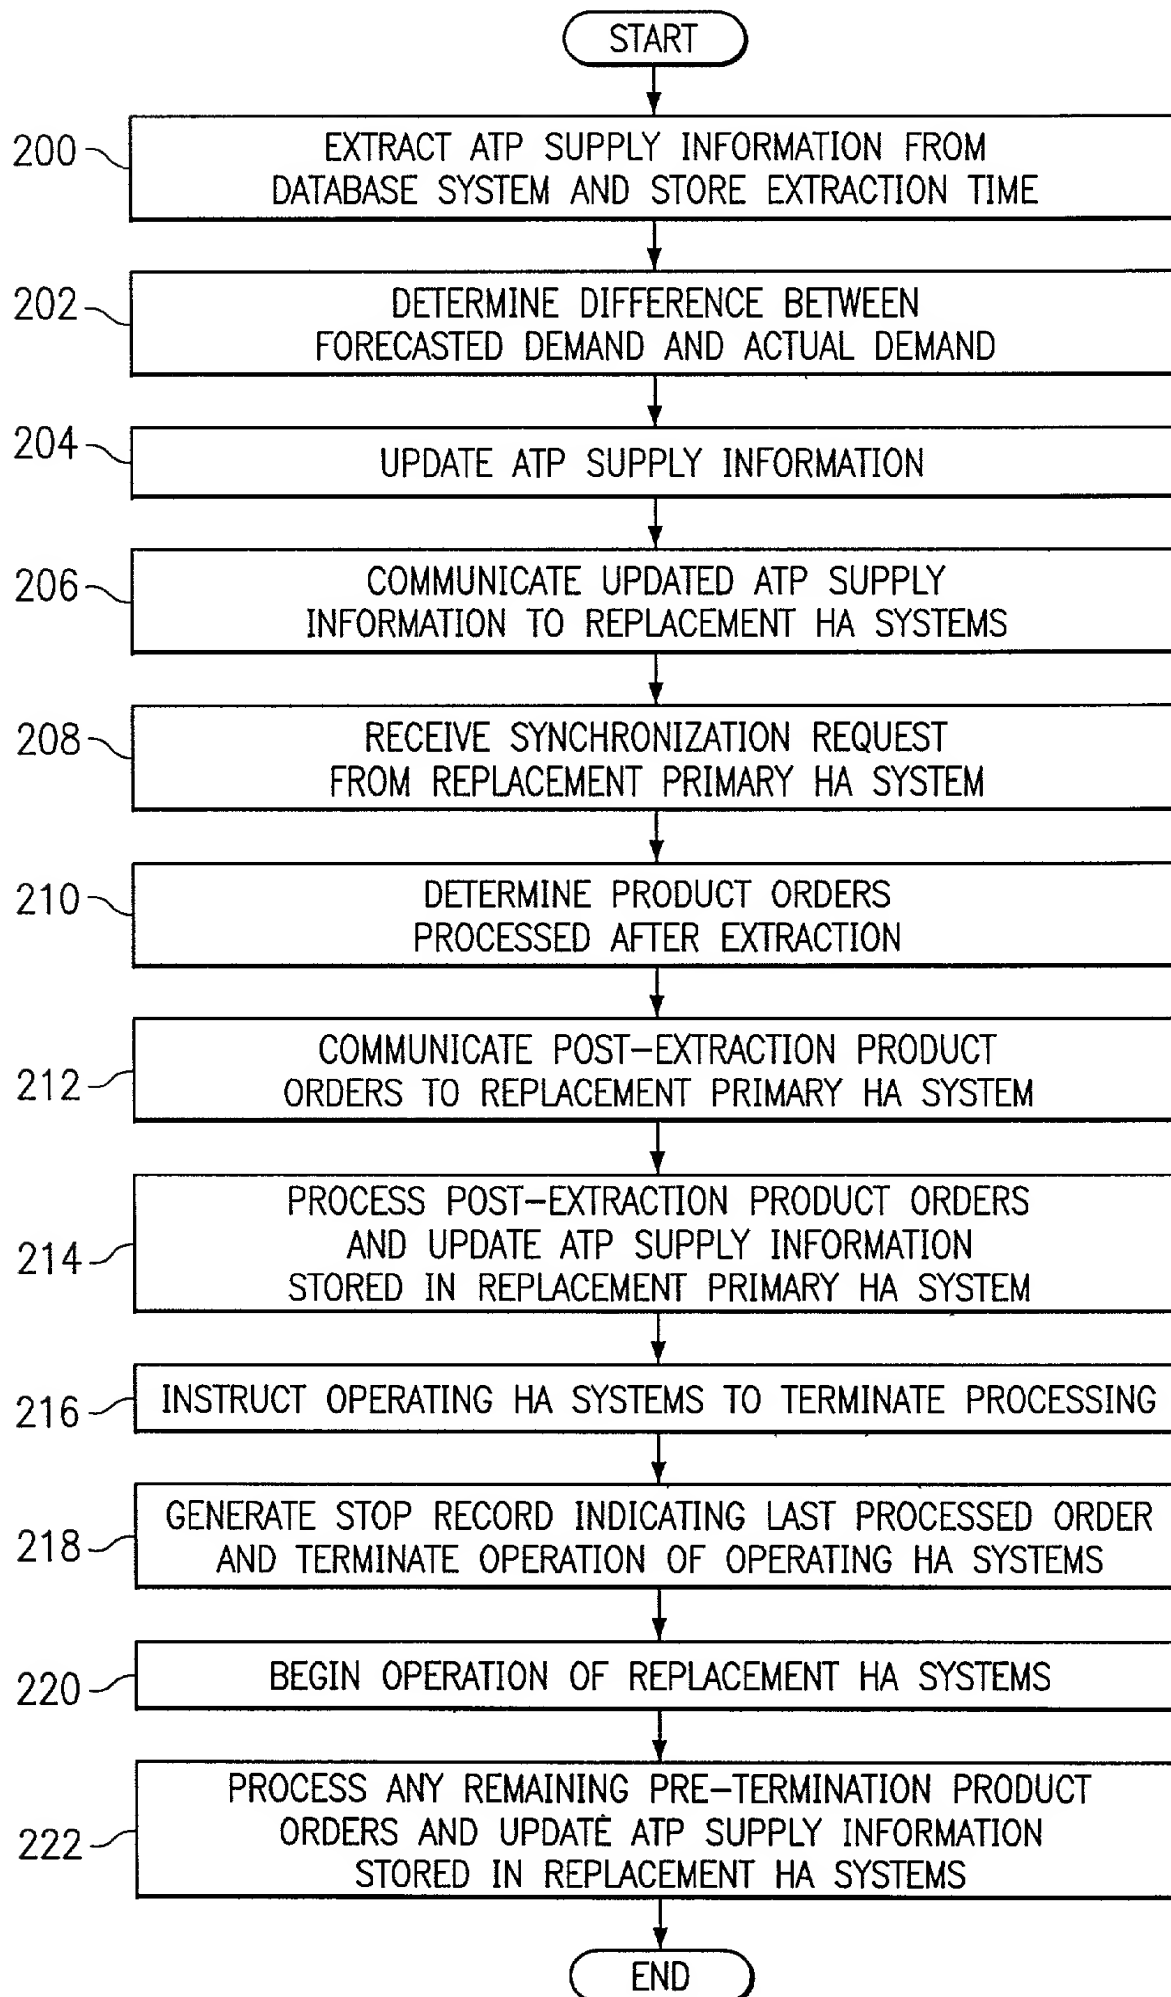 START
200
EXTRACT ATP SUPPLY INFORMATION FROM
DATABASE SYSTEM AND STORE EXTRACTION TIME
202
DETERMINE DIFFERENCE BETWEEN
FORECASTED DEMAND AND ACTUAL DEMAND
204
UPDATE ATP SUPPLY INFORMATION
206
COMMUNICATE UPDATED ATP SUPPLY
INFORMATION TO REPLACEMENT HA SYSTEMS
208
RECEIVE SYNCHRONIZATION REQUEST
FROM REPLACEMENT PRIMARY HA SYSTEM
210
DETERMINE PRODUCT ORDERS
PROCESSED AFTER EXTRACTION
212
COMMUNICATE POST-EXTRACTION PRODUCT
ORDERS TO REPLACEMENT PRIMARY HA SYSTEM
214
PROCESS POST-EXTRACTION PRODUCT ORDERS
AND UPDATE ATP SUPPLY INFORMATION
STORED IN REPLACEMENT PRIMARY HA SYSTEM
216
INSTRUCT OPERATING HA SYSTEMS TO TERMINATE PROCESSING
218
GENERATE STOP RECORD INDICATING LAST PROCESSED ORDER
AND TERMINATE OPERATION OF OPERATING HA SYSTEMS
220
BEGIN OPERATION OF REPLACEMENT HA SYSTEMS
222
PROCESS ANY REMAINING PRE-TERMINATION PRODUCT
ORDERS AND UPDATE ATP SUPPLY INFORMATION
STORED IN REPLACEMENT HA SYSTEMS
END